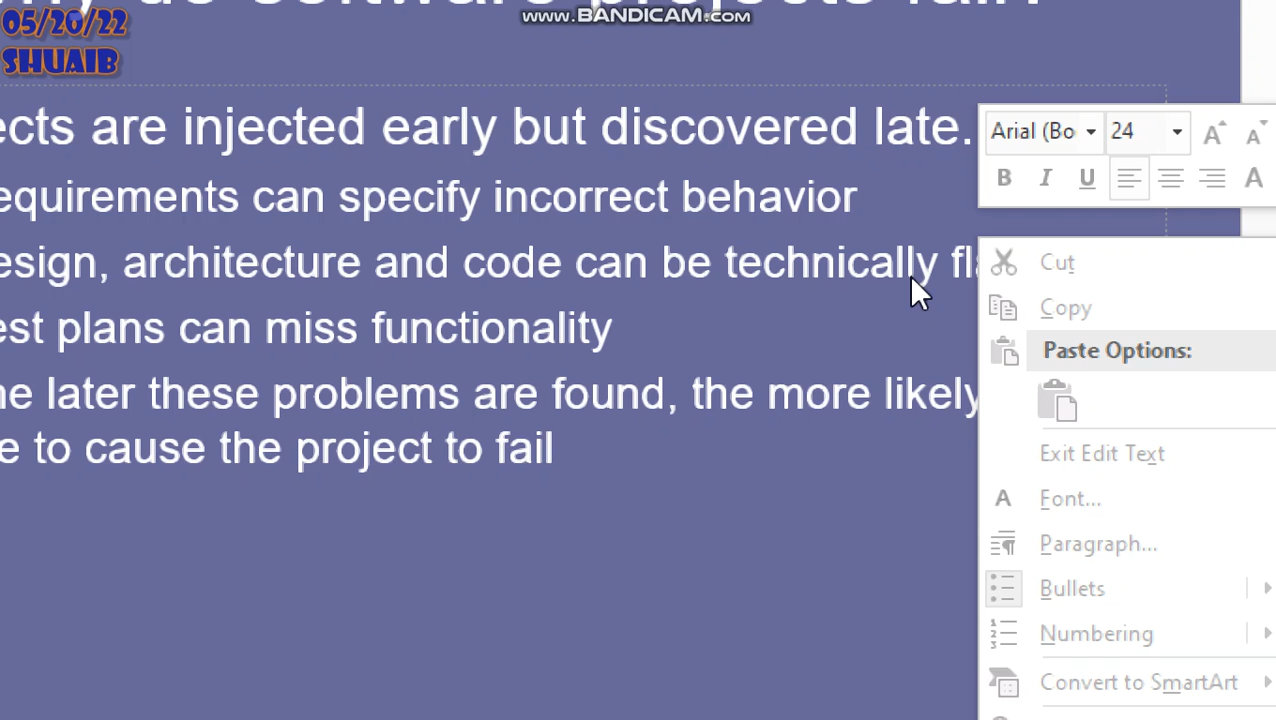 www.BANDICAM.com
05/20/22
SHUAIB
ects are injected early but discovered late.
equirements can specify incorrect behavior
esign, architecture and code can be technically fl
est plans can miss functionality
he later these problems are found, the more likely
e to cause the project to fail
Arial (Bo
24
B I U A
Cut
Copy
Paste Options:
Exit Edit Text
Font...
Paragraph...
Bullets
Numbering
Convert to SmartArt